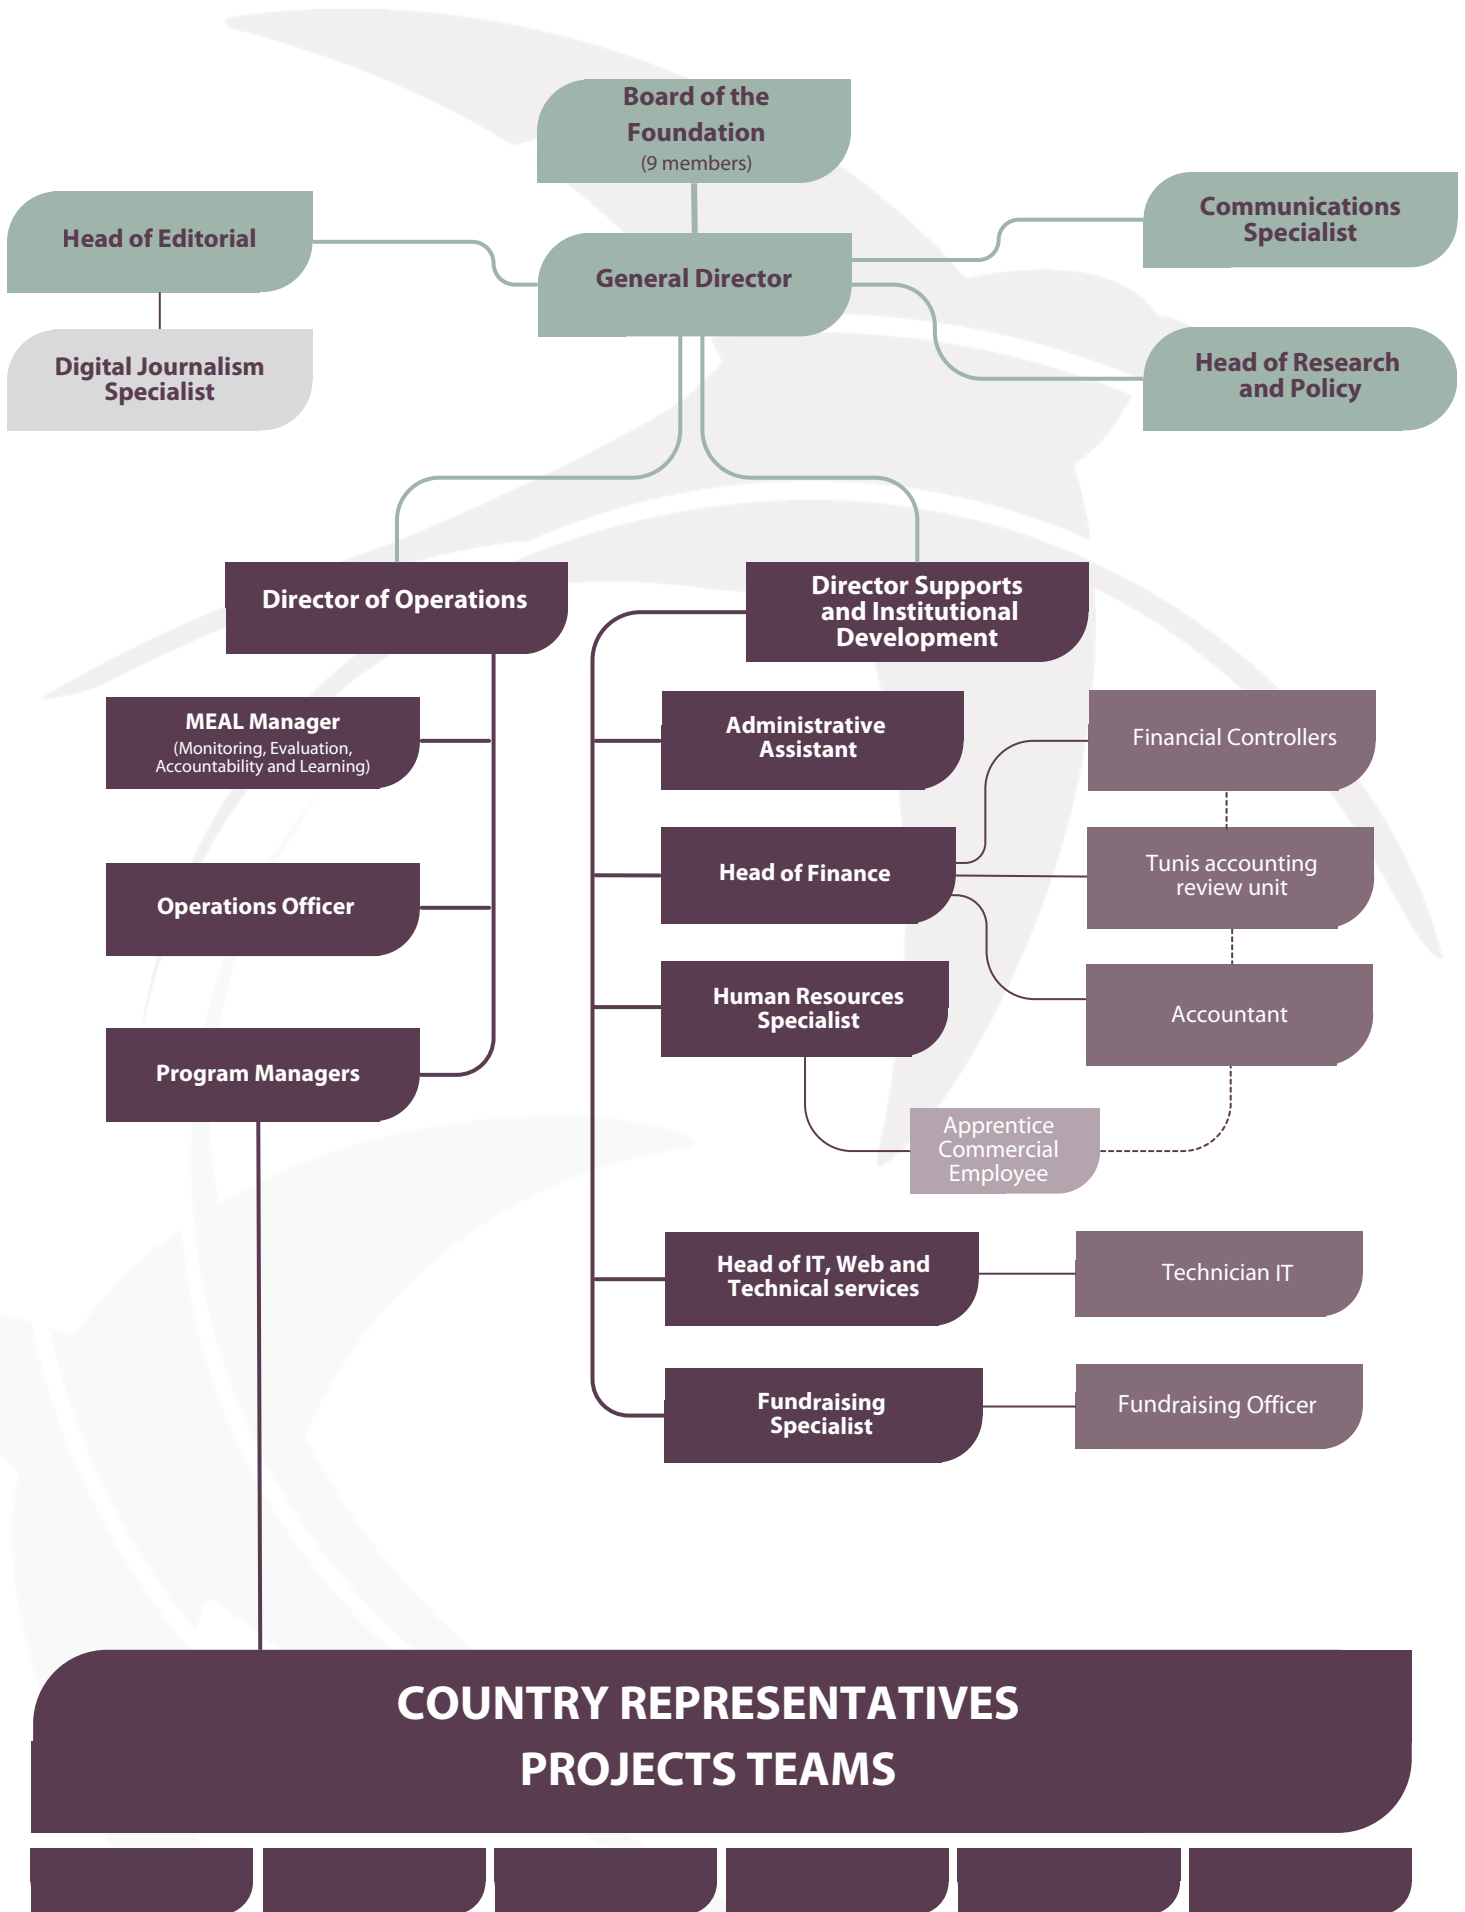 Board of the
Foundation
(9 members)
Head of Editorial
Communications
Specialist
General Director
Digital Journalism
Specialist
Head of Research
and Policy
Director of Operations
Director Supports
and Institutional
Development
MEAL Manager
(Monitoring, Evaluation,
Accountability and Learning)
Administrative
Assistant
Financial Controllers
Operations Officer
Head of Finance
Tunis accounting
review unit
Human Resources
Specialist
Accountant
Program Managers
Apprentice
Commercial
Employee
Head of IT, Web and
Technical services
Technician IT
Fundraising
Specialist
Fundraising Officer
COUNTRY REPRESENTATIVES
PROJECTS TEAMS